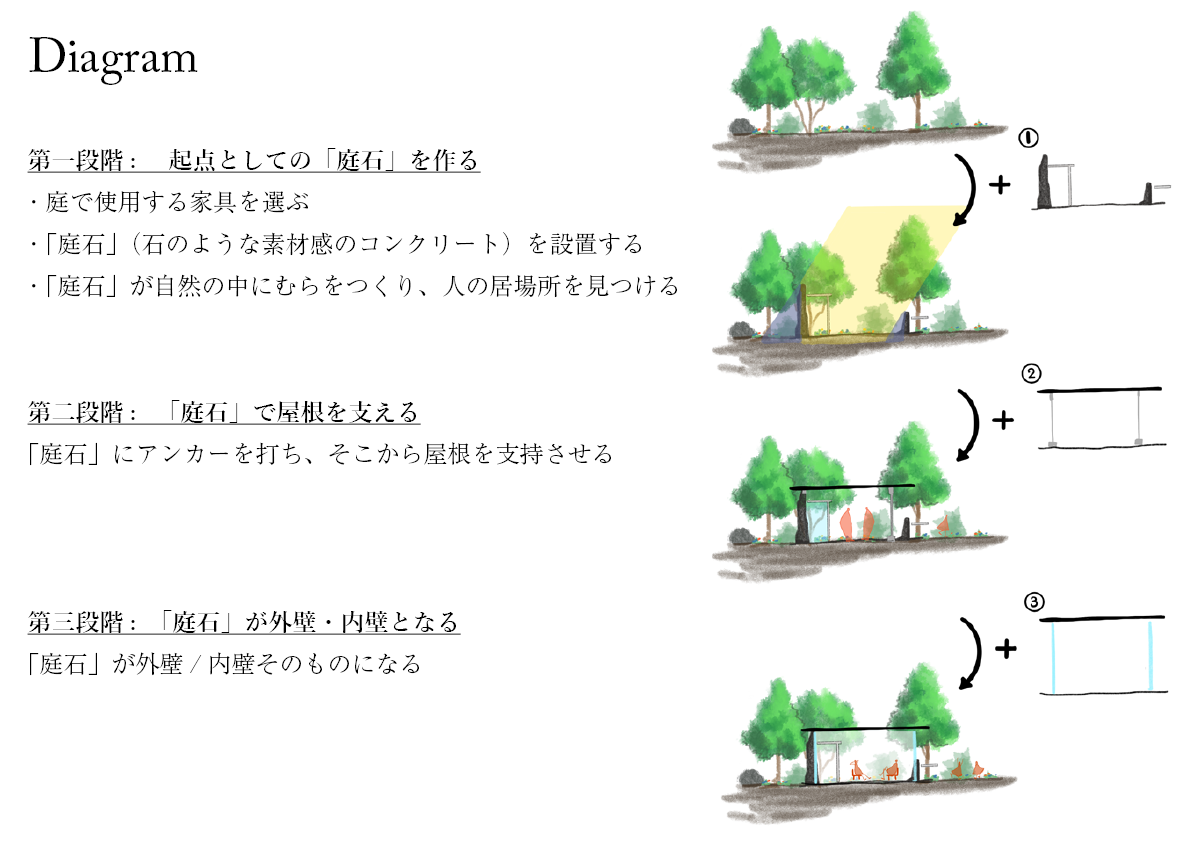 Diagram
第一段階： 起点としての「庭石」を作る
・庭で使用する家具を選ぶ
・「庭石」（石のような素材感のコンクリート）を設置する
・「庭石」が自然の中にむらをつくり、人の居場所を見つける
①
第二段階： 「庭石」で屋根を支える
「庭石」にアンカーを打ち、そこから屋根を支持させる
②
第三段階：「庭石」が外壁・内壁となる
「庭石」が外壁 / 内壁そのものになる
③